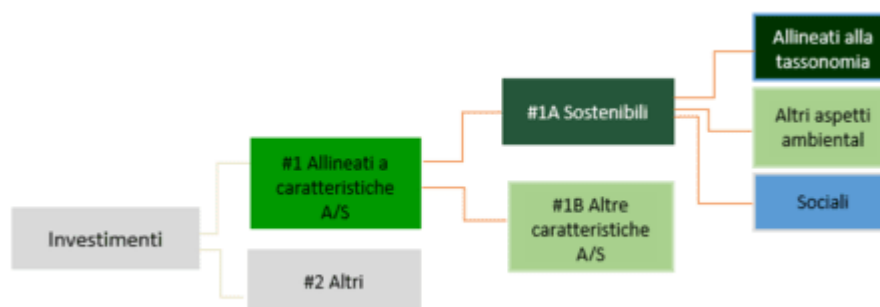 Investimenti
#1 Allineati a
caratteristiche
A/S
#2 Altri
#1A Sostenibili
#1B Altre
caratteristiche
A/S
Allineati alla
tassonomia
Altri aspetti
ambiental
Sociali